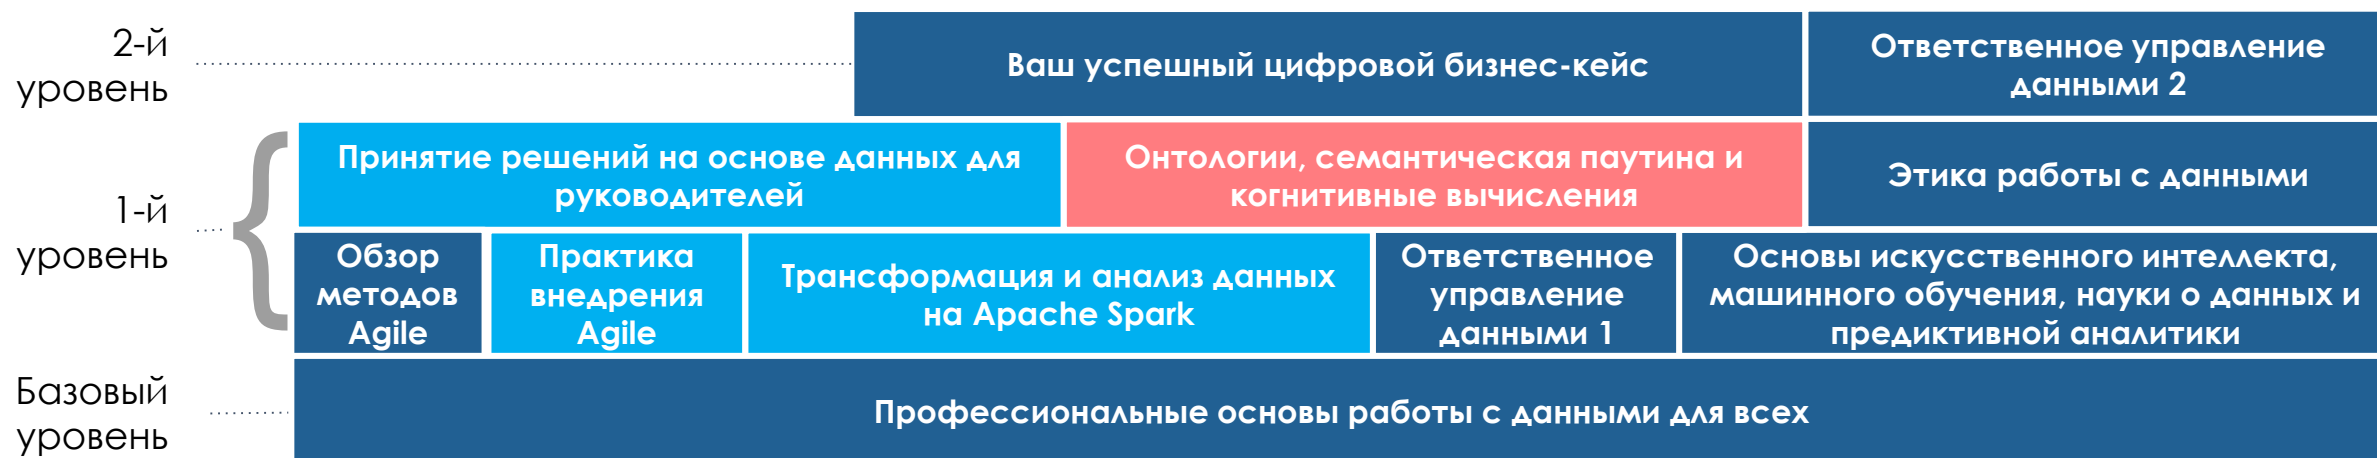 2-й
уровень
Ваш успешный цифровой бизнес-кейс
Ответственное управление
данными 2
1-й
уровень
Принятие решений на основе данных для
руководителей
Онтологии, семантическая паутина и
когнитивные вычисления
Этика работы с данными
Обзор
методов
Agile
Практика
внедрения
Agile
Трансформация и анализ данных
на Apache Spark
Ответственное
управление
данными 1
Основы искусственного интеллекта,
машинного обучения, науки о данных и
предиктивной аналитики
Базовый
уровень
Профессиональные основы работы с данными для всех